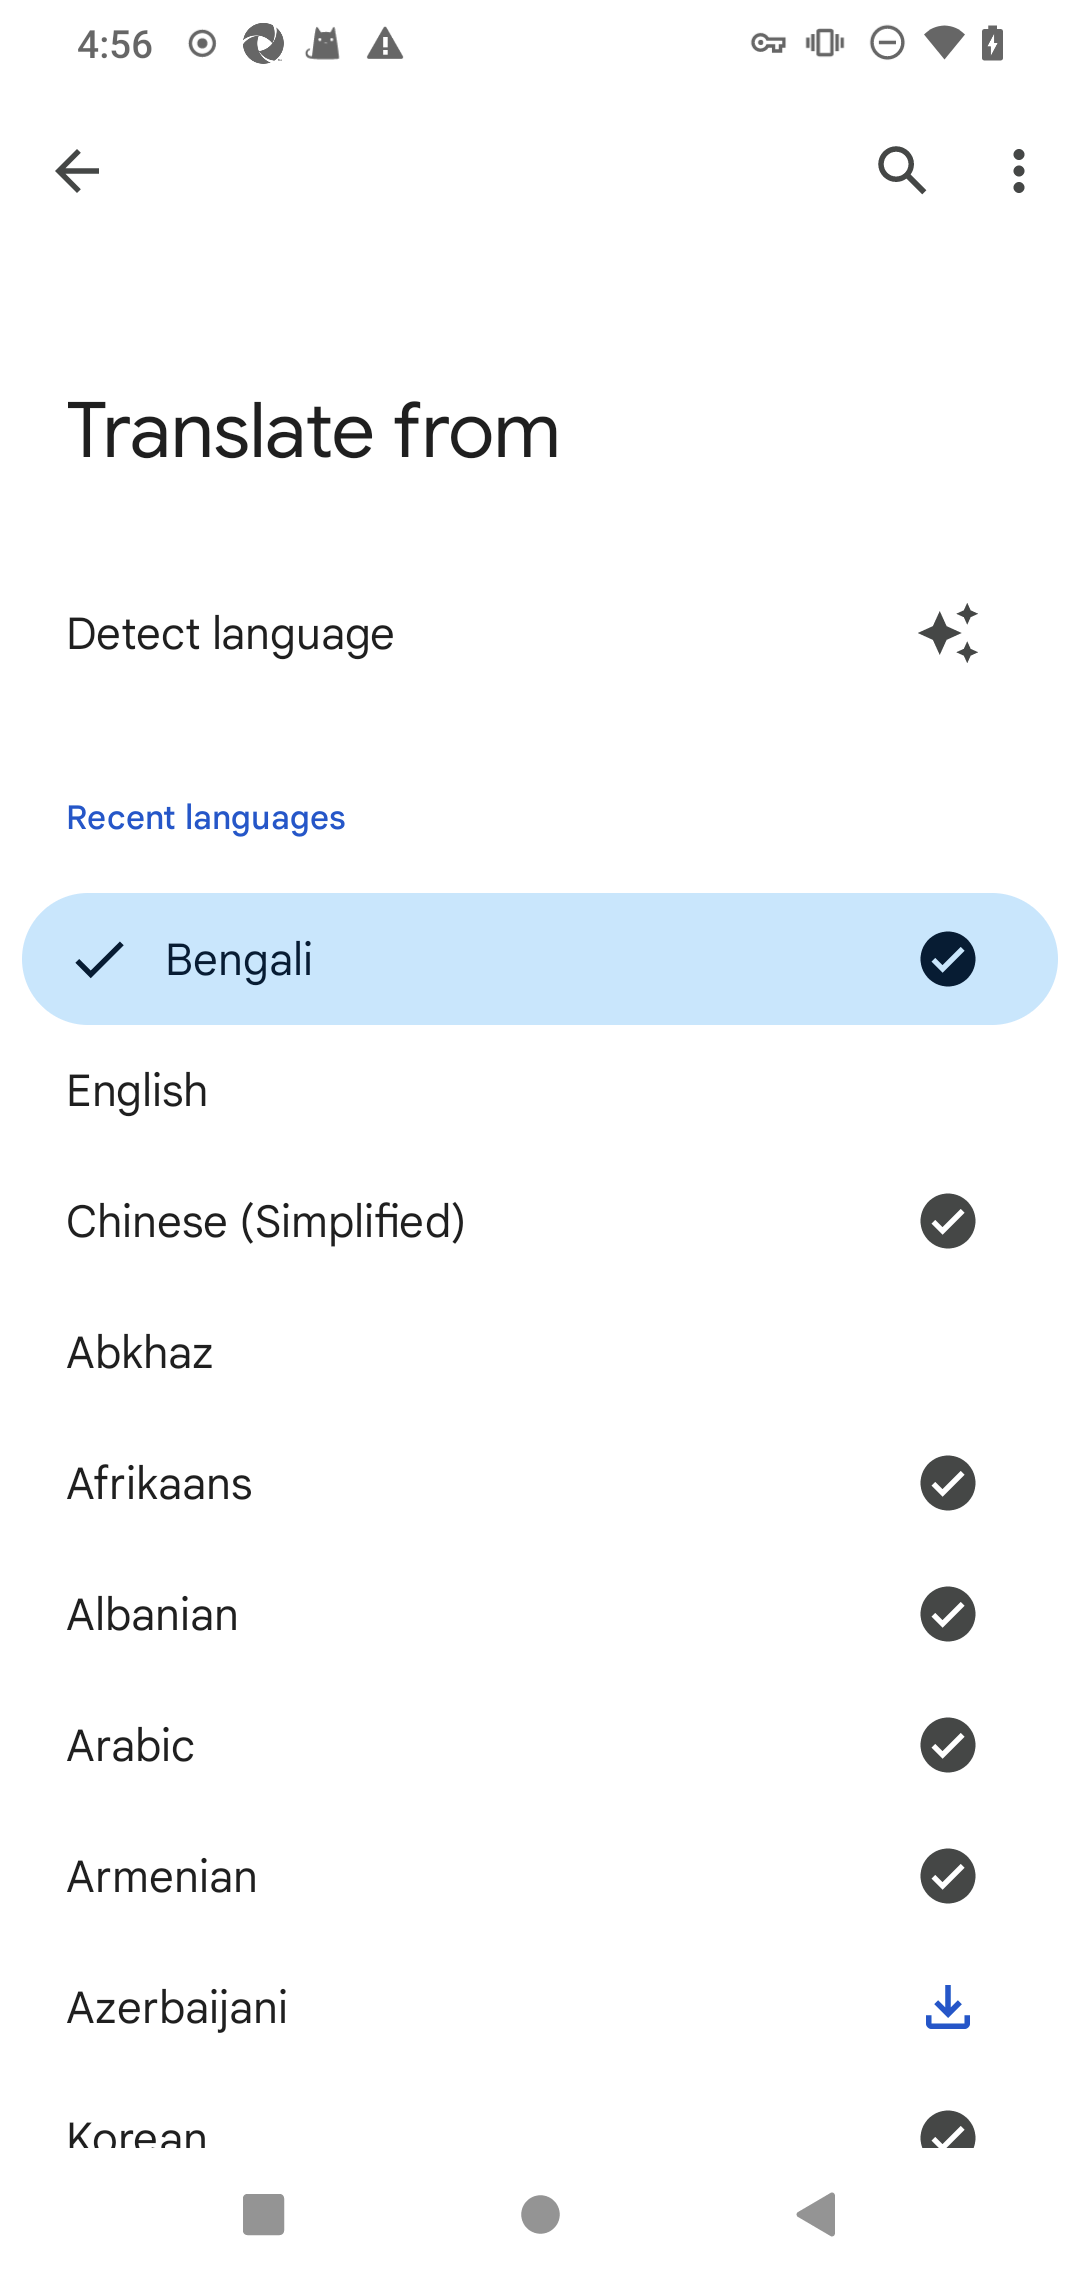 4:56
Translate from
Detect language
Recent languages
Bengali
English
Chinese (Simplified)
Abkhaz
Afrikaans
Albanian
Arabic
Armenian
Azerbaijani
Korean